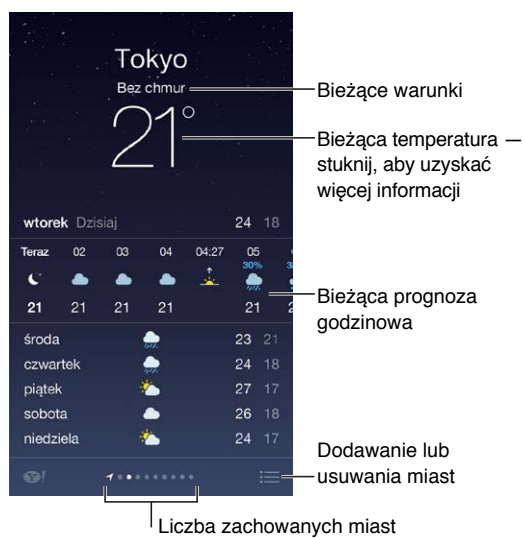 Tokyo
Bez chmur
21°
wtorek Dzisiaj 24 18
Teraz 02 03 04 04:27 05
30%
21 21 21 21 21
środa 23 21
czwartek 24 18
piątek 27 17
sobota 26 18
niedziela 24 17
Y!
Bieżące warunki
Bieżąca temperatura —
stuknij, aby uzyskać
więcej informacji
Bieżąca prognoza
godzinowa
Dodawanie lub
usuwania miast
Liczba zachowanych miast